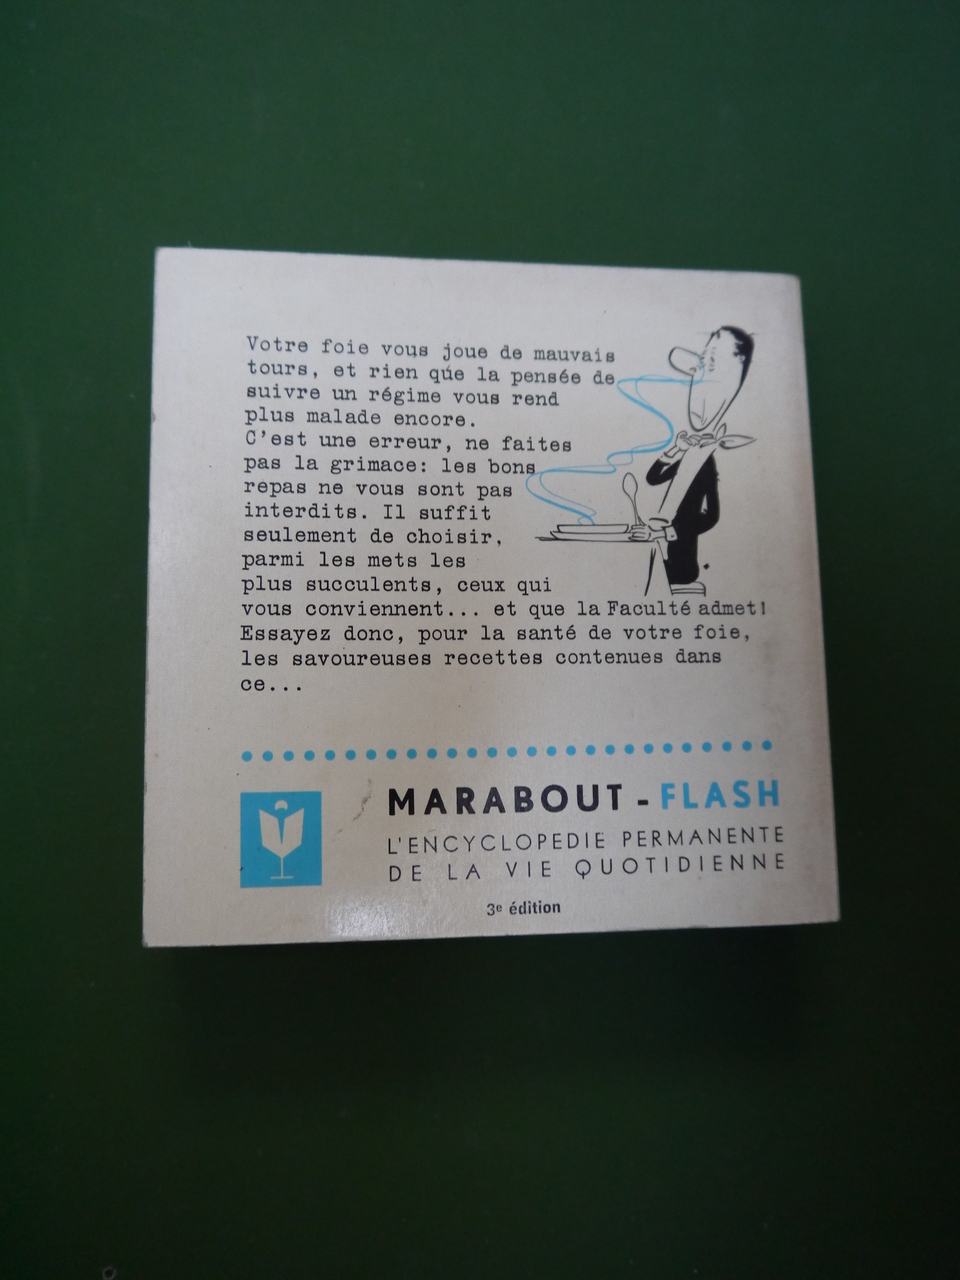 Votre foie vous joue de mauvais
tours, et rien que la pensée de
suivre un régime vous rend
plus malade encore.
C'est une erreur, ne faites
pas la grimace: les bons
repas ne vous sont pas
interdits. Il suffit
seulement de choisir,
parmi les mets les
plus succulents, ceux qui
vous conviennent... et que la Faculté admet!
Essayez donc, pour la santé de votre foie,
les savoureuses recettes contenues dans
ce...
MARABOUT-FLASH
L'ENCYCLOPEDIE PERMANENTE
DE LA VIE QUOTIDIENNE
3e édition